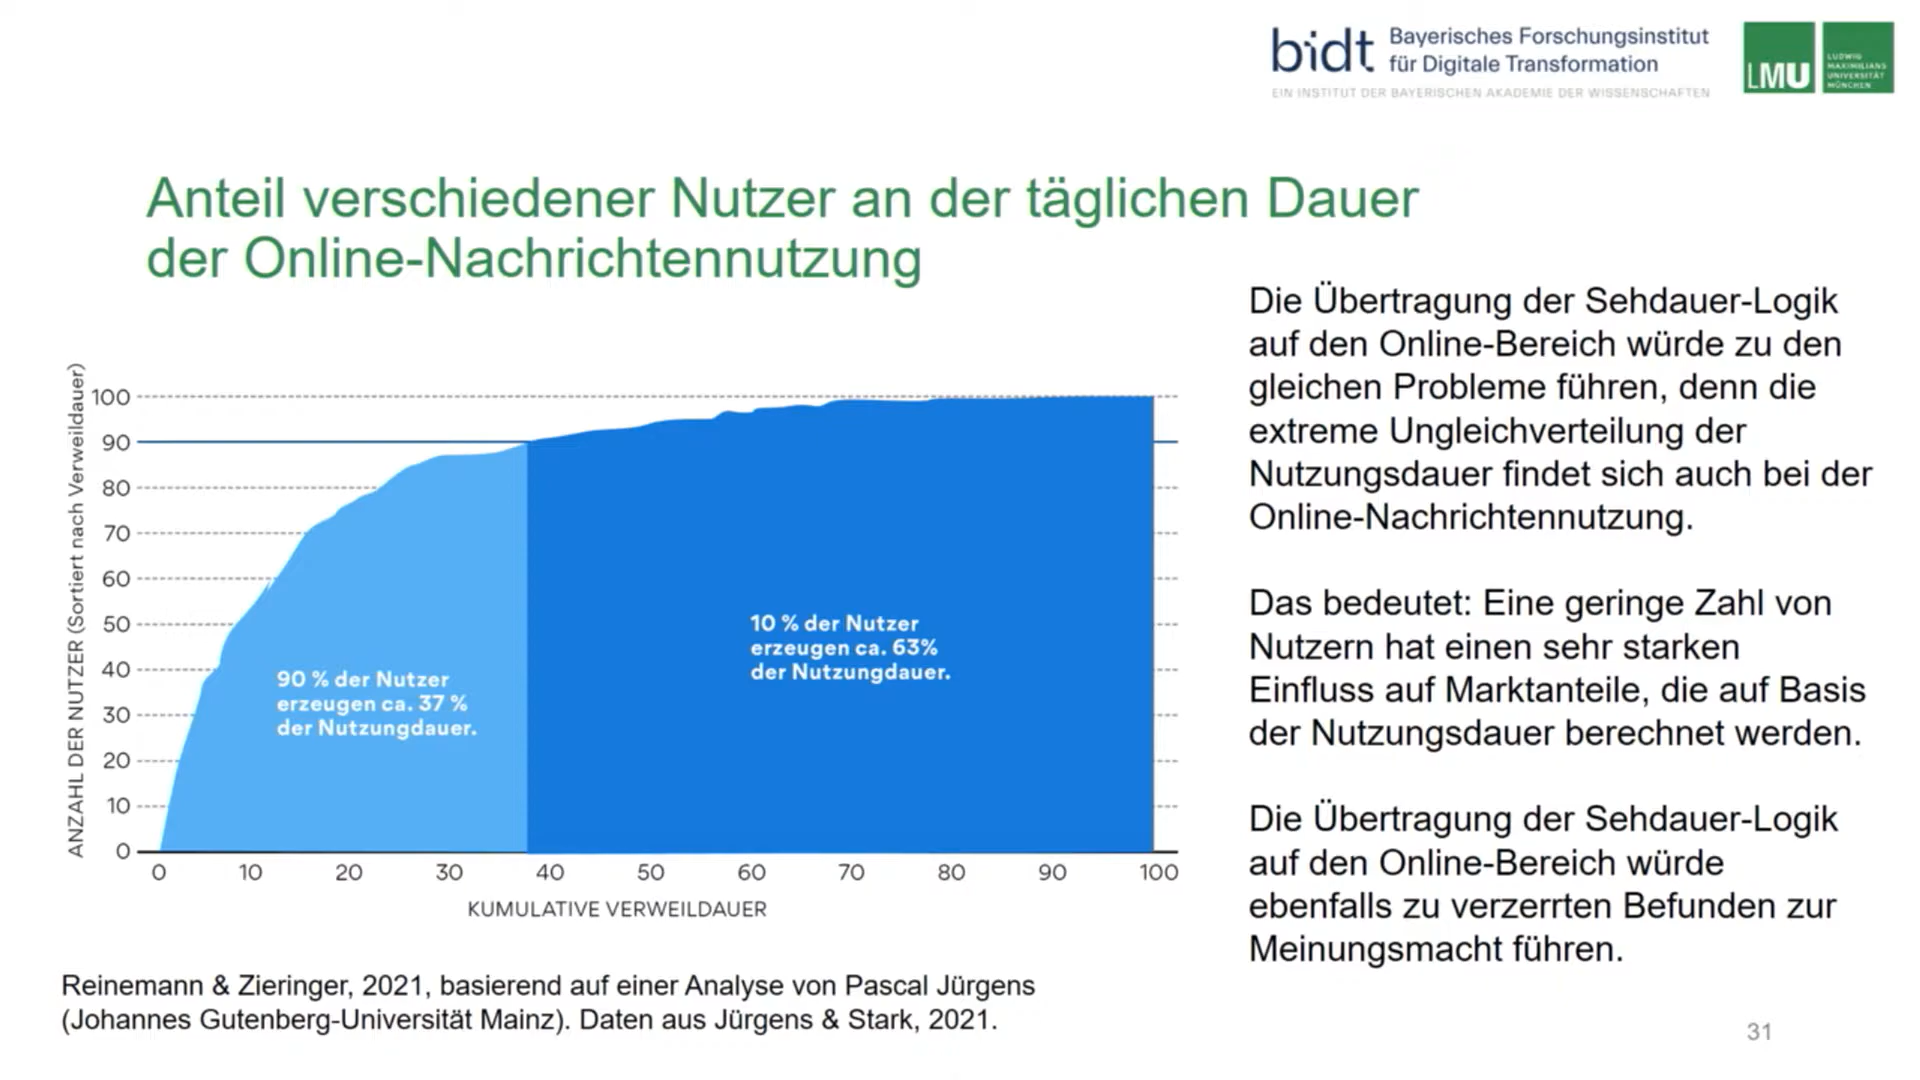 bidt Bayerisches Forschungsinstitut
für Digitale Transformation
EIN INSTITUT DER BAYERISCHEN AKADEMIE DER WISSENSCHAFTEN
LMU
LUDWIG
MAXIMILIANS
UNIVERSITÄT
MÜNCHEN
Anteil verschiedener Nutzer an der täglichen Dauer
der Online-Nachrichtennutzung
ANZAHL DER NUTZER (Sortiert nach Verweildauer)
100
90
80
70
60
50
40
30
20
10
0
90 % der Nutzer
erzeugen ca. 37 %
der Nutzungdauer.
10 % der Nutzer
erzeugen ca. 63%
der Nutzungdauer.
0 10 20 30 40 50 60 70 80 90 100
KUMULATIVE VERWEILDAUER
Die Übertragung der Sehdauer-Logik
auf den Online-Bereich würde zu den
gleichen Probleme führen, denn die
extreme Ungleichverteilung der
Nutzungsdauer findet sich auch bei der
Online-Nachrichtennutzung.
Das bedeutet: Eine geringe Zahl von
Nutzern hat einen sehr starken
Einfluss auf Marktanteile, die auf Basis
der Nutzungsdauer berechnet werden.
Die Übertragung der Sehdauer-Logik
auf den Online-Bereich würde
ebenfalls zu verzerrten Befunden zur
Meinungsmacht führen.
Reinemann & Zieringer, 2021, basierend auf einer Analyse von Pascal Jürgens
(Johannes Gutenberg-Universität Mainz). Daten aus Jürgens & Stark, 2021.
31